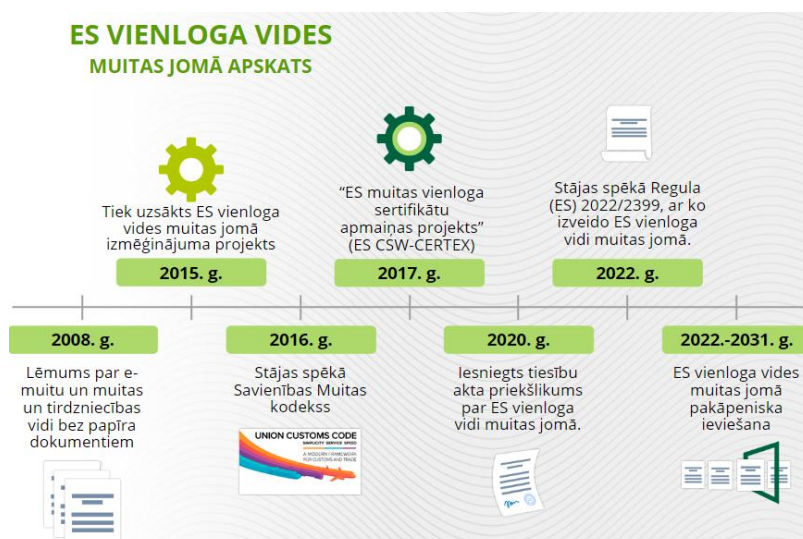 ES VIENLOGA VIDES
MUITAS JOMĀ APSKATS
Tiek uzsākts ES vienloga
vides muitas jomā
izmēģinājuma projekts
2015. g.
“ES muitas vienloga
sertifikātu
apmaiņas projekts”
(ES CSW-CERTEX)
2017. g.
Stājas spēkā Regula
(ES) 2022/2399, ar ko
izveido ES vienloga
vidi muitas jomā.
2022. g.
2008. g.
Lēmums par e-
muitu un muitas
un tirdzniecības
vidi bez papīra
dokumentiem
2016. g.
Stājas spēkā
Savienības Muitas
kodekss
UNION CUSTOMS CODE
SIMPLICITY SERVICE SPEED
A MODERN FRAMEWORK
FOR CUSTOMS AND TRADE
2020. g.
Iesniegts tiesību
akta priekšlikums
par ES vienloga
vidi muitas jomā.
2022.-2031. g.
ES vienloga vides
muitas jomā
pakāpeniska
ieviešana